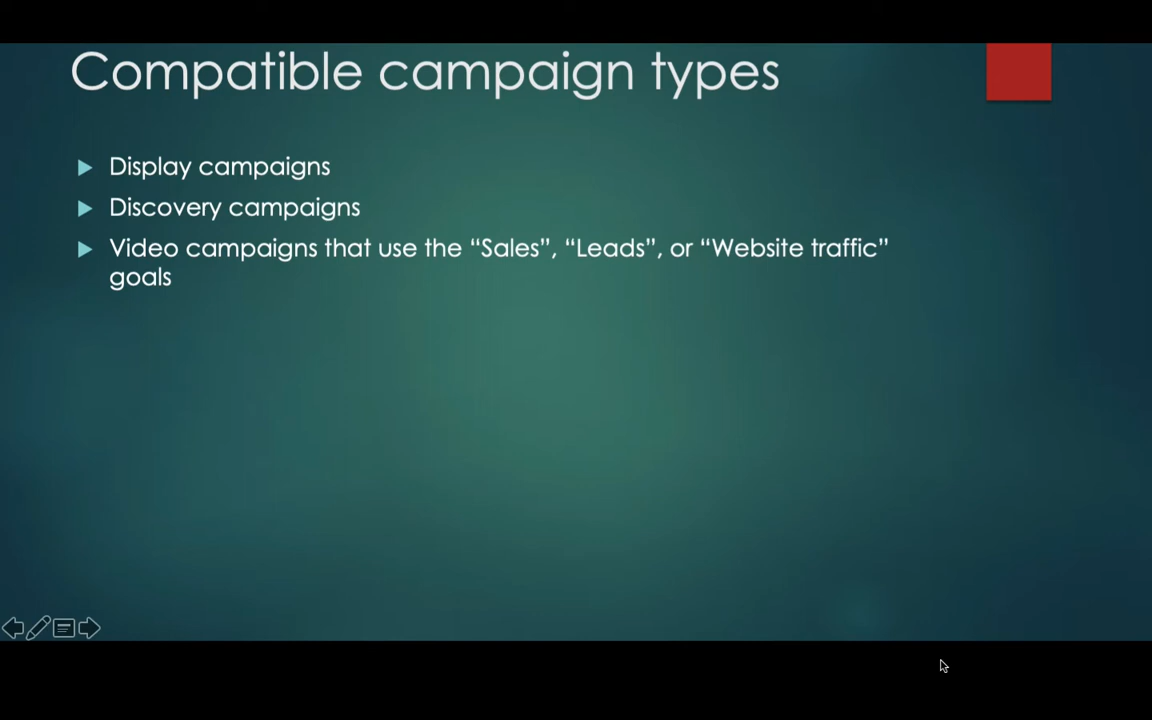 Compatible campaign types
Display campaigns
Discovery campaigns
Video campaigns that use the “Sales”, “Leads”, or “Website traffic”
goals